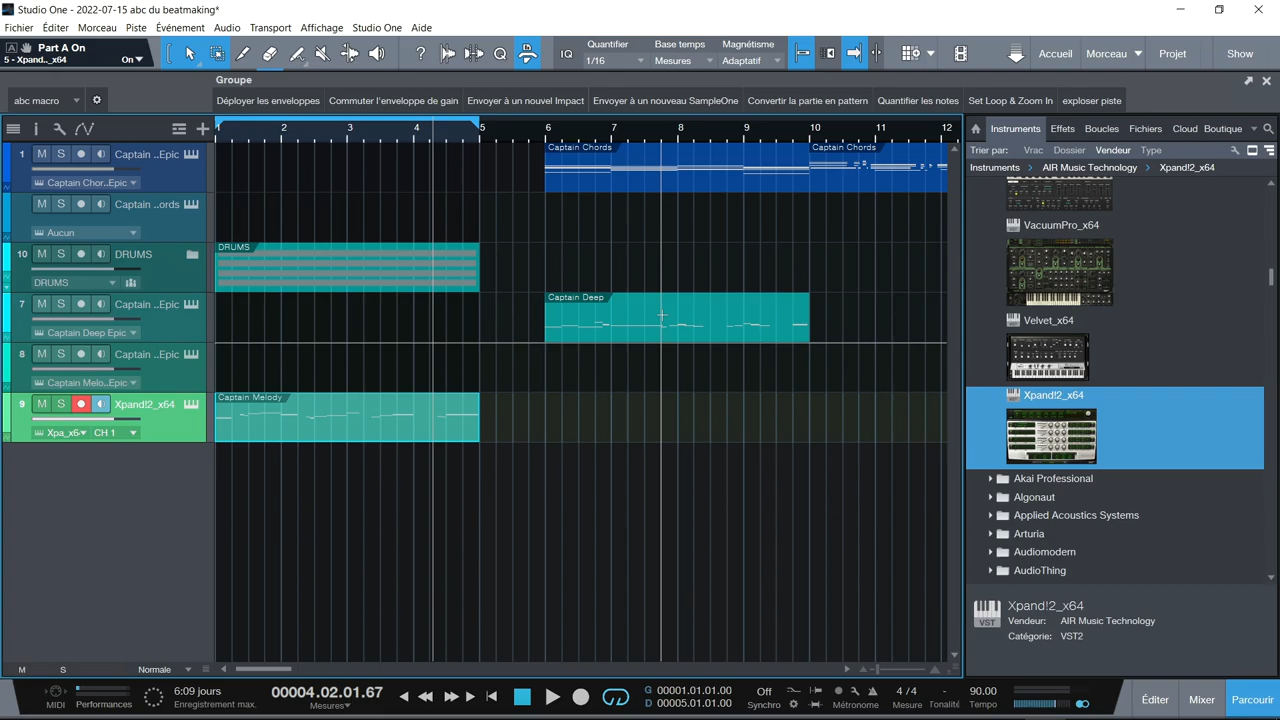 Studio One - 2022-07-15 abc du beatmaking*
Fichier Éditer Morceau Piste Événement Audio Transport Affichage Studio One Aide
Part A On
5 - Xpand.._x64 On
Quantifier
1/16
Base temps
Mesures
Magnétisme
Adaptatif
IQ
Accueil Morceau Projet Show
Groupe
abc macro
Déployer les enveloppes Commuter l'enveloppe de gain Envoyer à un nouvel Impact Envoyer à un nouveau SampleOne Convertir la partie en pattern Quantifier les notes Set Loop & Zoom In exploser piste
1 2 3 4 5 6 7 8 9 10 11 12
Instruments Effets Boucles Fichiers Cloud Boutique
Trier par: Vrac Dossier Vendeur Type
Instruments AIR Music Technology Xpand!2_x64
1 M S Captain ..Epic
Captain Chor..Epic
Captain Chords
Captain Chords
M S Captain ..ords
Aucun
10 M S DRUMS
DRUMS
DRUMS
7 M S Captain ..Epic
Captain Deep Epic
Captain Deep
8 M S Captain ..Epic
Captain Melo..Epic
9 M S Xpand!2_x64
Xpa_x6 CH 1
Captain Melody
VacuumPro_x64
Velvet_x64
Xpand!2_x64
Akai Professional
Algonaut
Applied Acoustics Systems
Arturia
Audiomodern
AudioThing
Xpand!2_x64
Vendeur: AIR Music Technology
Catégorie: VST2
VST
M S Normale
MIDI
Performances
6:09 jours
Enregistrement max.
00004.02.01.67
Mesures
G 00001.01.01.00
D 00005.01.01.00
Off
Synchro
Métronome
4 / 4
Mesure
-
Tonalité
90.00
Tempo
Éditer Mixer Parcourir